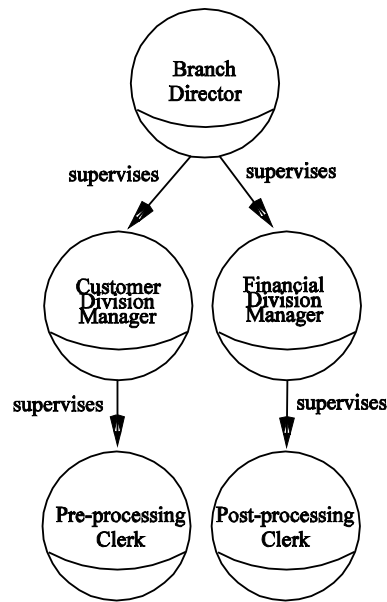 Branch
Director
supervises
supervises
Customer
Division
Manager
Financial
Division
Manager
supervises
supervises
Pre-processing
Clerk
Post-processing
Clerk